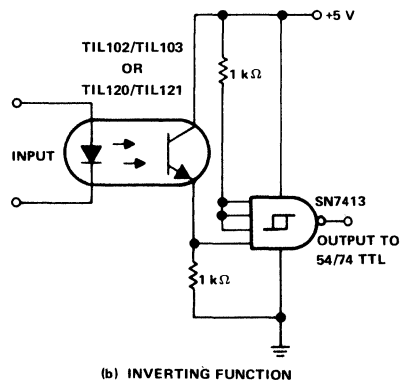 +5 V
TIL102/TIL103
OR
TIL120/TIL121
1 kΩ
INPUT
SN7413
OUTPUT TO
54/74 TTL
1 kΩ
(b) INVERTING FUNCTION